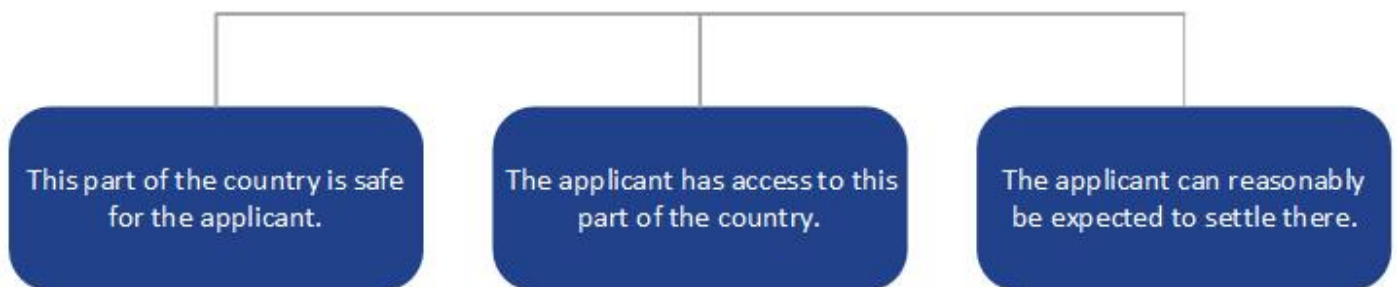 This part of the country is safe
for the applicant.
The applicant has access to this
part of the country.
The applicant can reasonably
be expected to settle there.